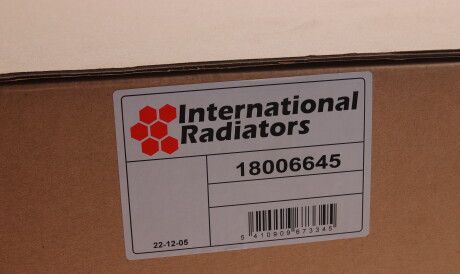 International
Radiators
18006645
22-12-05
5 410909 673345